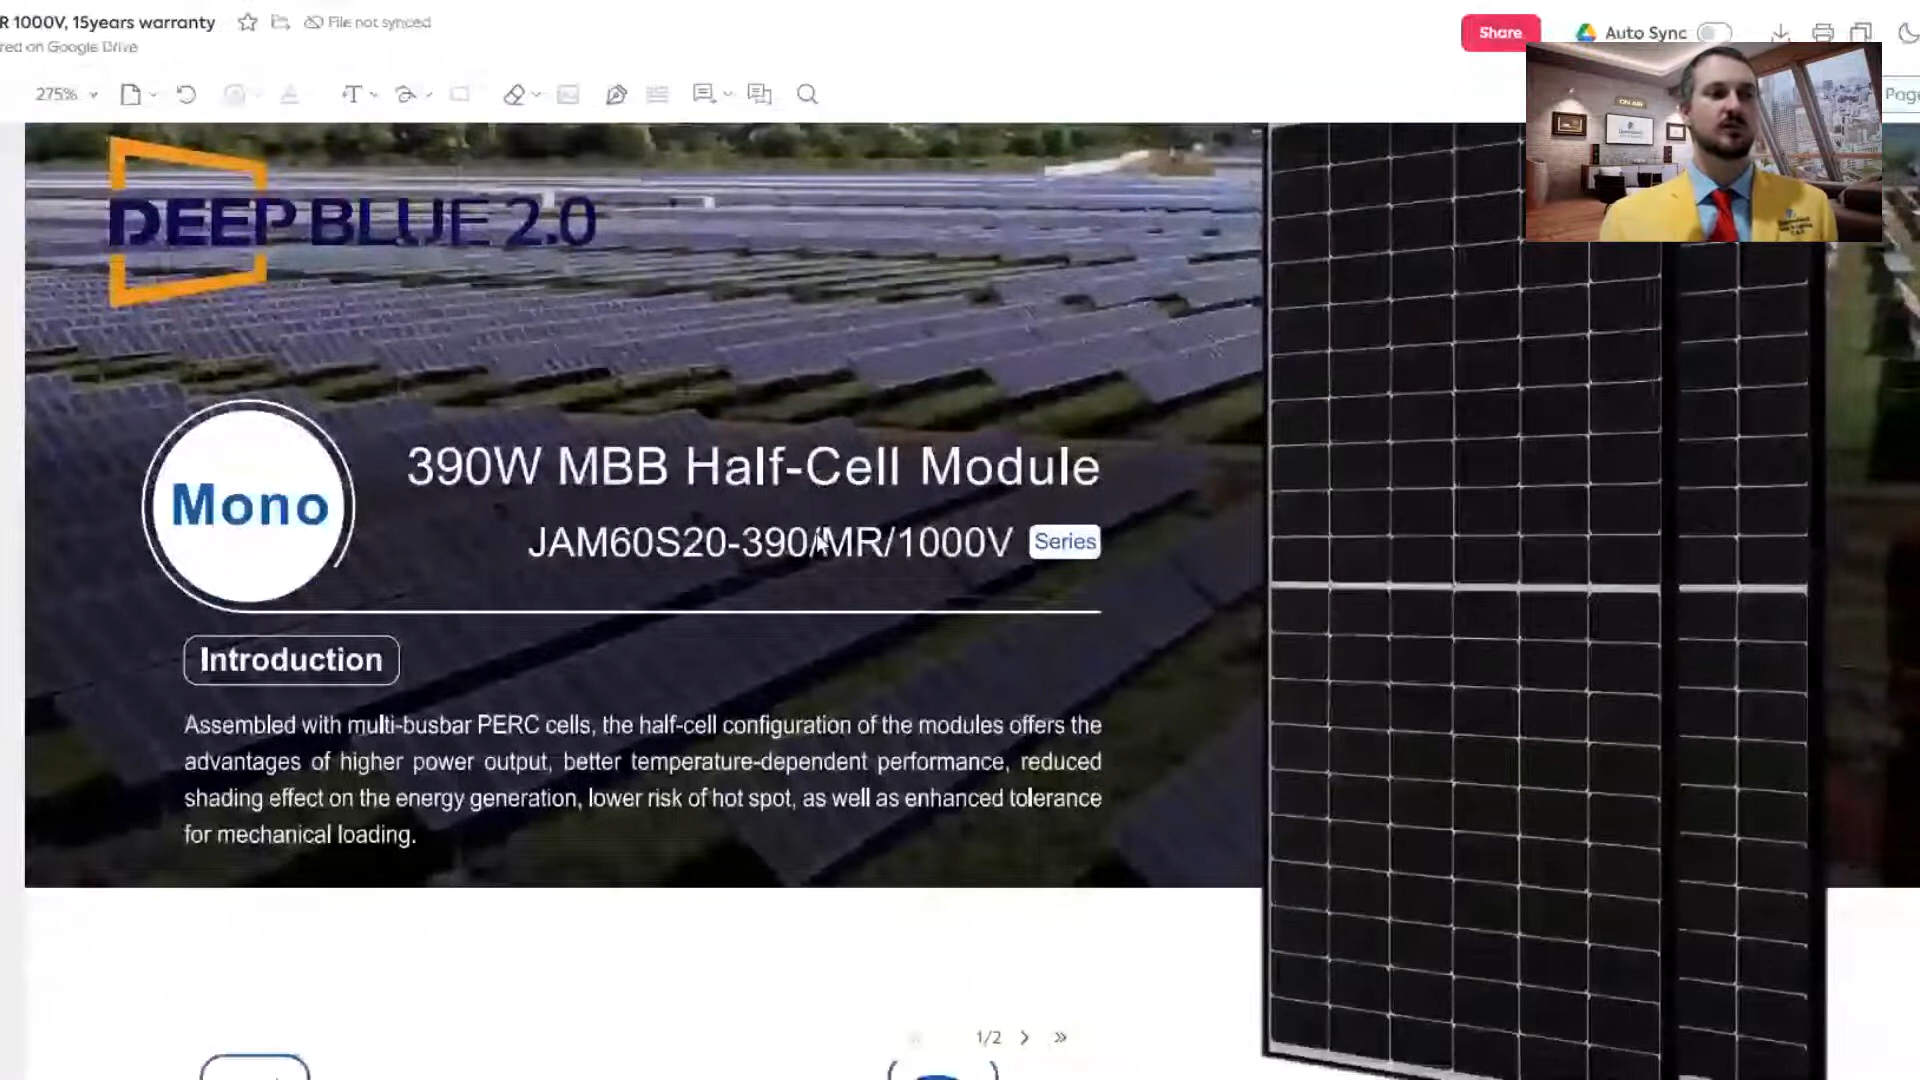 R 1000V, 15years warranty
File not synced
red on Google Drive
Share
Auto Sync
275%
Page
ON AIR
DEEP BLUE 2.0
390W MBB Half-Cell Module
Mono
JAM60S20-390/MR/1000V Series
Introduction
Assembled with multi-busbar PERC cells, the half-cell configuration of the modules offers the
advantages of higher power output, better temperature-dependent performance, reduced
shading effect on the energy generation, lower risk of hot spot, as well as enhanced tolerance
for mechanical loading.
1/2